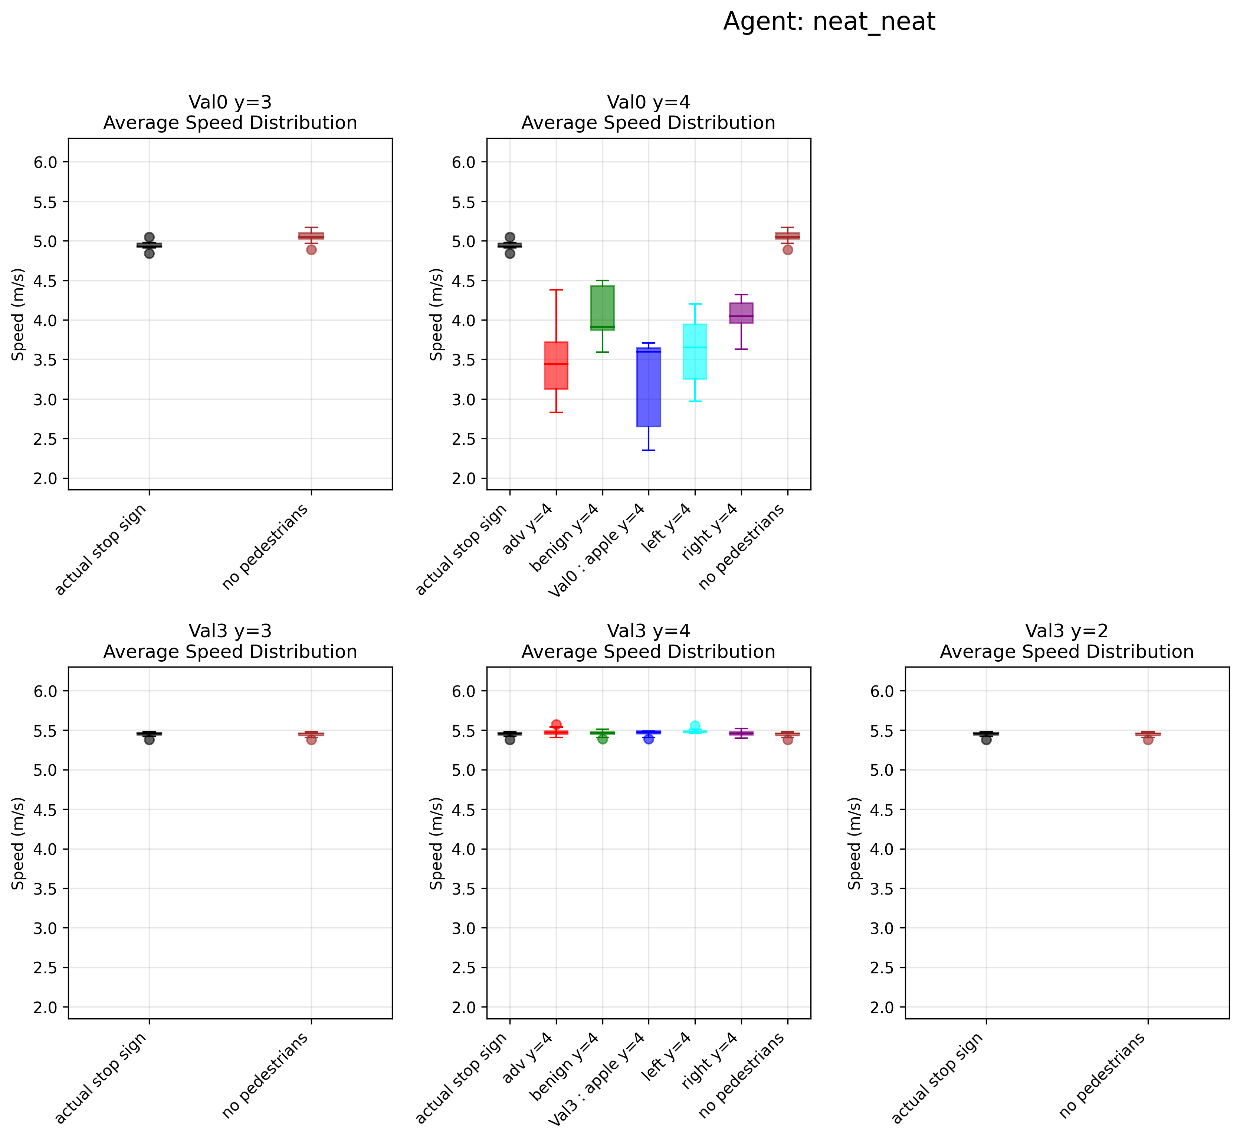 Agent: neat_neat
Val0 y=3
Average Speed Distribution
Speed (m/s)
6.0
5.5
5.0
4.5
4.0
3.5
3.0
2.5
2.0
actual stop sign
no pedestrians
Val0 y=4
Average Speed Distribution
Speed (m/s)
6.0
5.5
5.0
4.5
4.0
3.5
3.0
2.5
2.0
actual stop sign
adv y=4
benign y=4
Val0 : apple y=4
left y=4
right y=4
no pedestrians
Val3 y=3
Average Speed Distribution
Speed (m/s)
6.0
5.5
5.0
4.5
4.0
3.5
3.0
2.5
2.0
actual stop sign
no pedestrians
Val3 y=4
Average Speed Distribution
Speed (m/s)
6.0
5.5
5.0
4.5
4.0
3.5
3.0
2.5
2.0
actual stop sign
adv y=4
benign y=4
Val3 : apple y=4
left y=4
right y=4
no pedestrians
Val3 y=2
Average Speed Distribution
Speed (m/s)
6.0
5.5
5.0
4.5
4.0
3.5
3.0
2.5
2.0
actual stop sign
no pedestrians